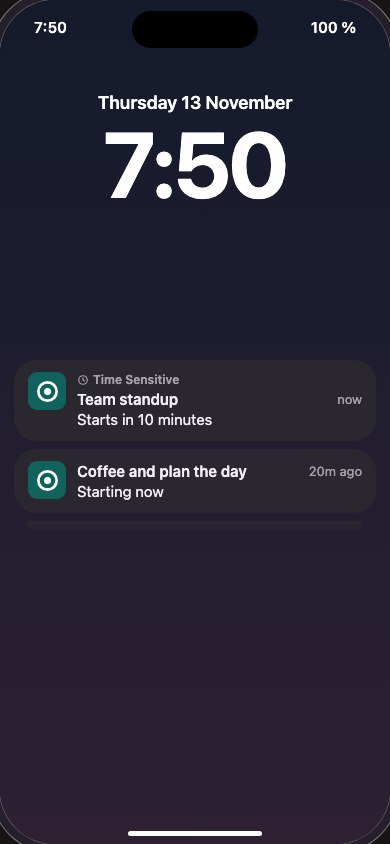 7:50
100 %
Thursday 13 November
7:50
Time Sensitive
Team standup
now
Starts in 10 minutes
Coffee and plan the day
20m ago
Starting now